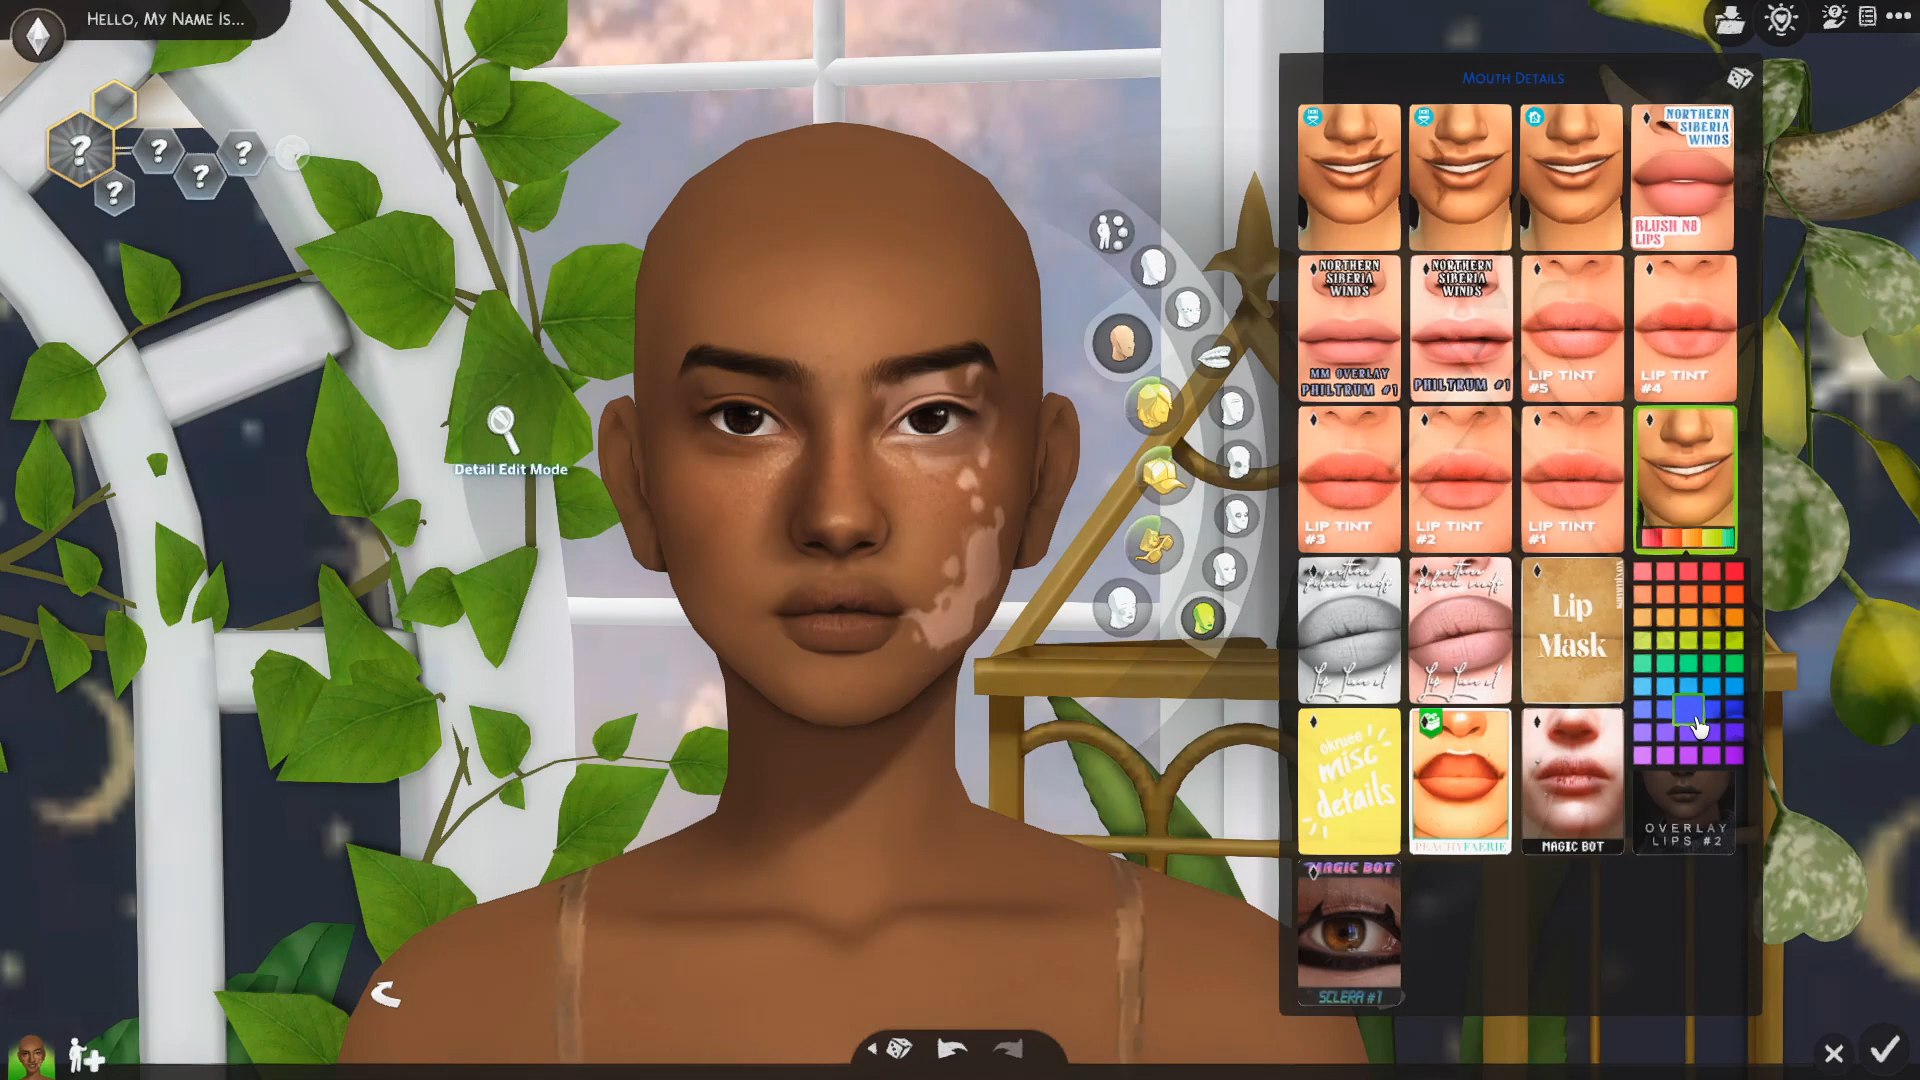 HELLO, MY NAME IS...
Detail Edit Mode
MOUTH DETAILS
NORTHERN
SIBERIA
WINDS
BLUSH N8
LIPS
NORTHERN
SIBERIA
WINDS
MM OVERLAY
PHILTRUM #1
NORTHERN
SIBERIA
WINDS
PHILTRUM #1
LIP TINT
#5
LIP TINT
#4
LIP TINT
#3
LIP TINT
#2
LIP TINT
#1
Lip
Mask
sammixox
okruee
misc
details
PEACHYFAERIE
MAGIC BOT
OVERLAY
LIPS #2
MAGIC BOT
SCLERA #1